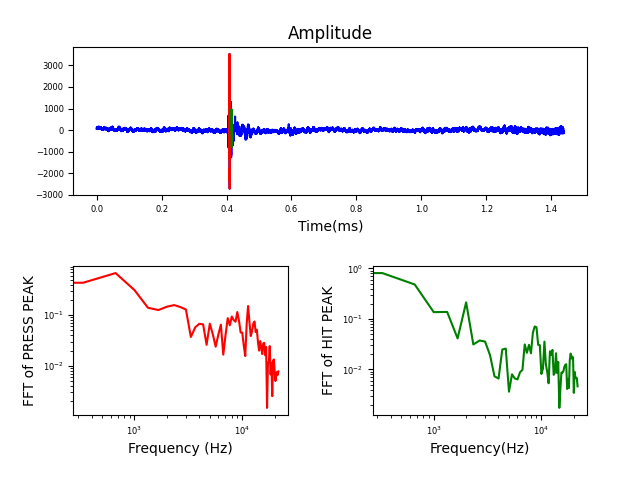 Amplitude
3000
2000
1000
0
−1000
−2000
−3000
0.0 0.2 0.4 0.6 0.8 1.0 1.2 1.4
Time(ms)
FFT of PRESS PEAK
10⁻¹
10⁻²
10³ 10⁴
Frequency (Hz)
FFT of HIT PEAK
10⁰
10⁻¹
10⁻²
10³ 10⁴
Frequency(Hz)